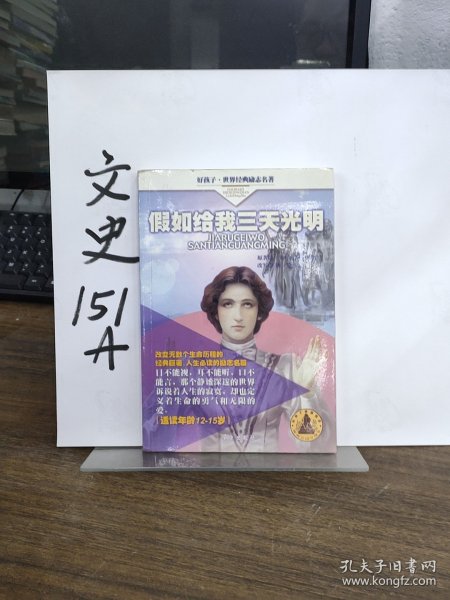 文史
151
A
好孩子·世界经典励志名著
假如给我三天光明
JIARUGEIWO
SANTIANGUANGMING
改变无数个生命历程的
经典巨著,人生必读的励志名篇
目不能视,耳不能听,口不
能言,那个静谧深远的世界
诉说着人生的寂寞,却也定
义着生命的勇气和无限的
爱。
适读年龄12-15岁
孔夫子旧书网
www.kongfz.com